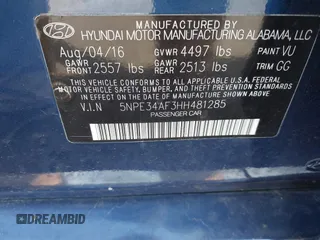 MANUFACTURED BY
HYUNDAI MOTOR MANUFACTURING ALABAMA, LLC
Aug/04/16 GVWR 4497 lbs PAINT VU
GAWR FRONT 2557 lbs GAWR REAR 2513 lbs TRIM GG
THIS VEHICLE CONFORMS TO ALL APPLICABLE
FEDERAL MOTOR VEHICLE SAFETY, BUMPER, AND
THEFT PREVENTION STANDARDS IN EFFECT ON
THE DATE OF MANUFACTURE SHOWN ABOVE.
V.I.N 5NPE34AF3HH481285
PASSENGER CAR
DREAMBID